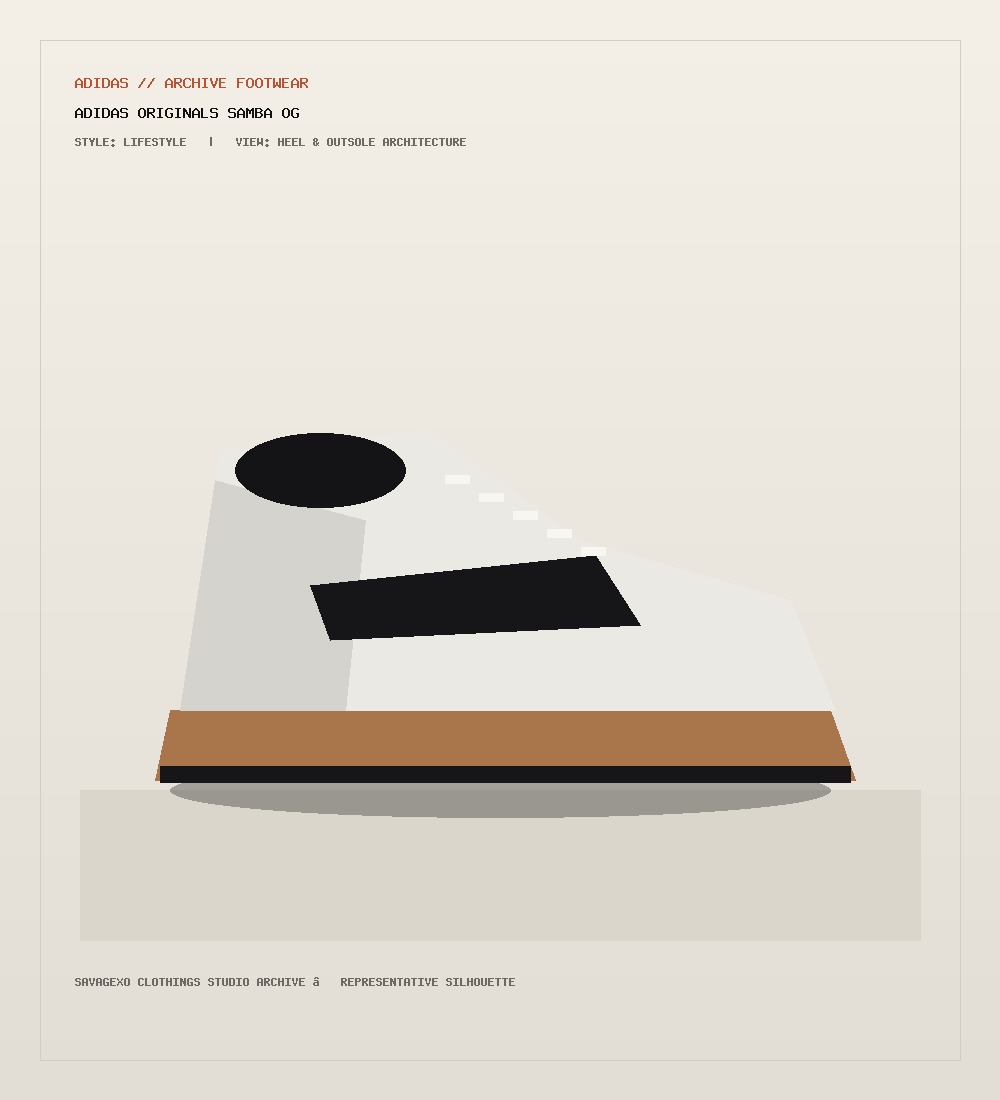 ADIDAS // ARCHIVE FOOTWEAR
ADIDAS ORIGINALS SAMBA OG
STYLE: LIFESTYLE | VIEW: HEEL & OUTSOLE ARCHITECTURE
SAVAGEXO CLOTHINGS STUDIO ARCHIVE â REPRESENTATIVE SILHOUETTE